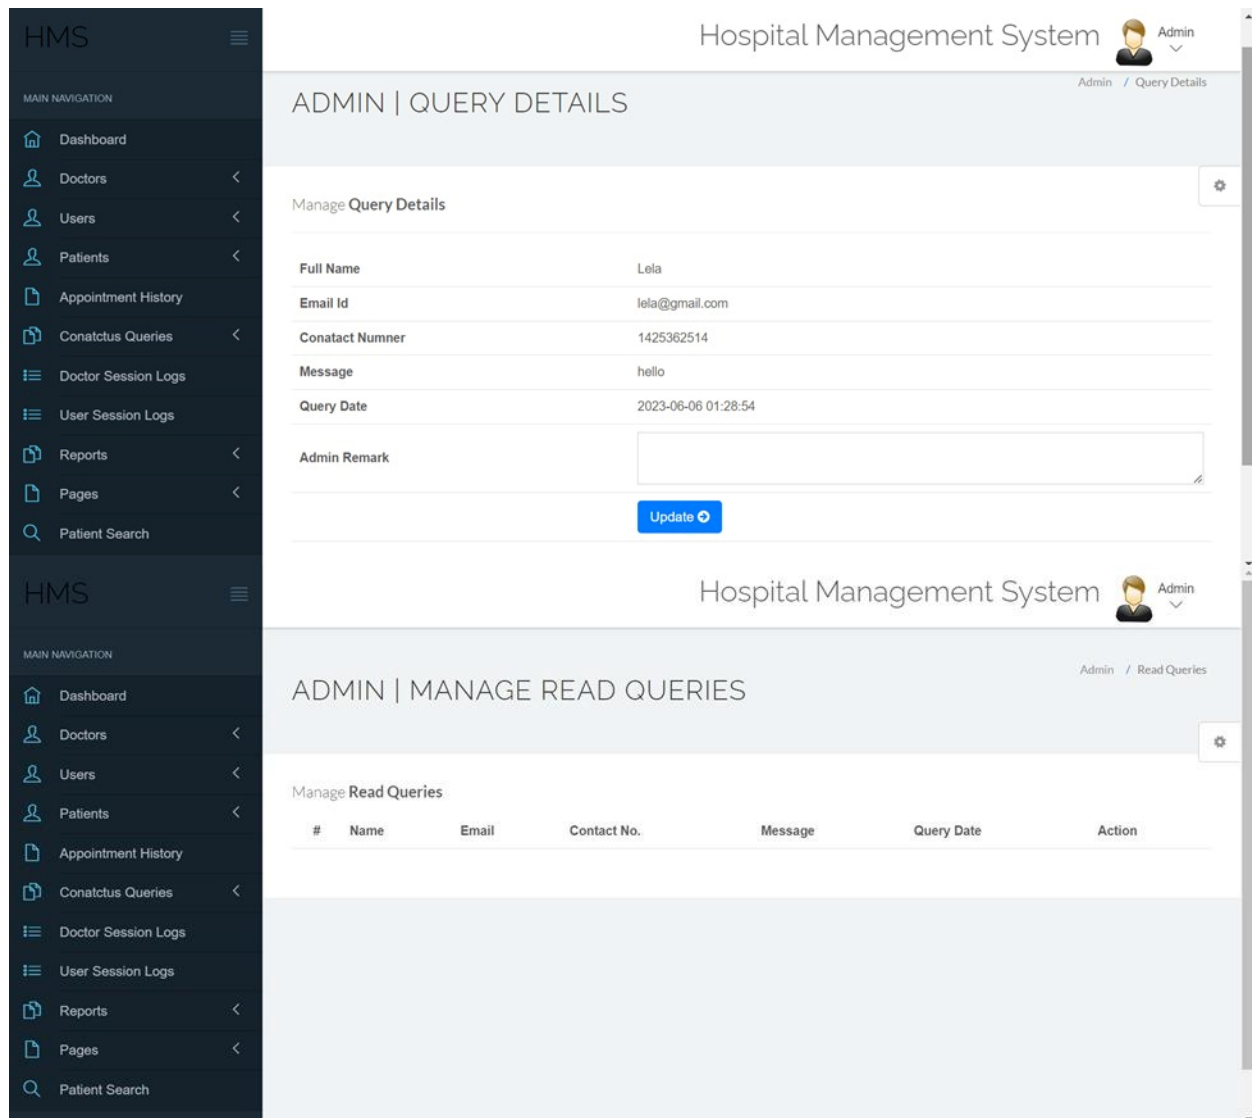 HMS
Hospital Management System
Admin
MAIN NAVIGATION
Admin / Query Details
ADMIN | QUERY DETAILS
Dashboard
Doctors
Users
Patients
Appointment History
Conatctus Queries
Doctor Session Logs
User Session Logs
Reports
Pages
Patient Search
Manage Query Details
Full Name Lela
Email Id lela@gmail.com
Conatact Numner 1425362514
Message hello
Query Date 2023-06-06 01:28:54
Admin Remark
Update
HMS
Hospital Management System
Admin
MAIN NAVIGATION
Admin / Read Queries
ADMIN | MANAGE READ QUERIES
Dashboard
Doctors
Users
Patients
Appointment History
Conatctus Queries
Doctor Session Logs
User Session Logs
Reports
Pages
Patient Search
Manage Read Queries
# Name Email Contact No. Message Query Date Action